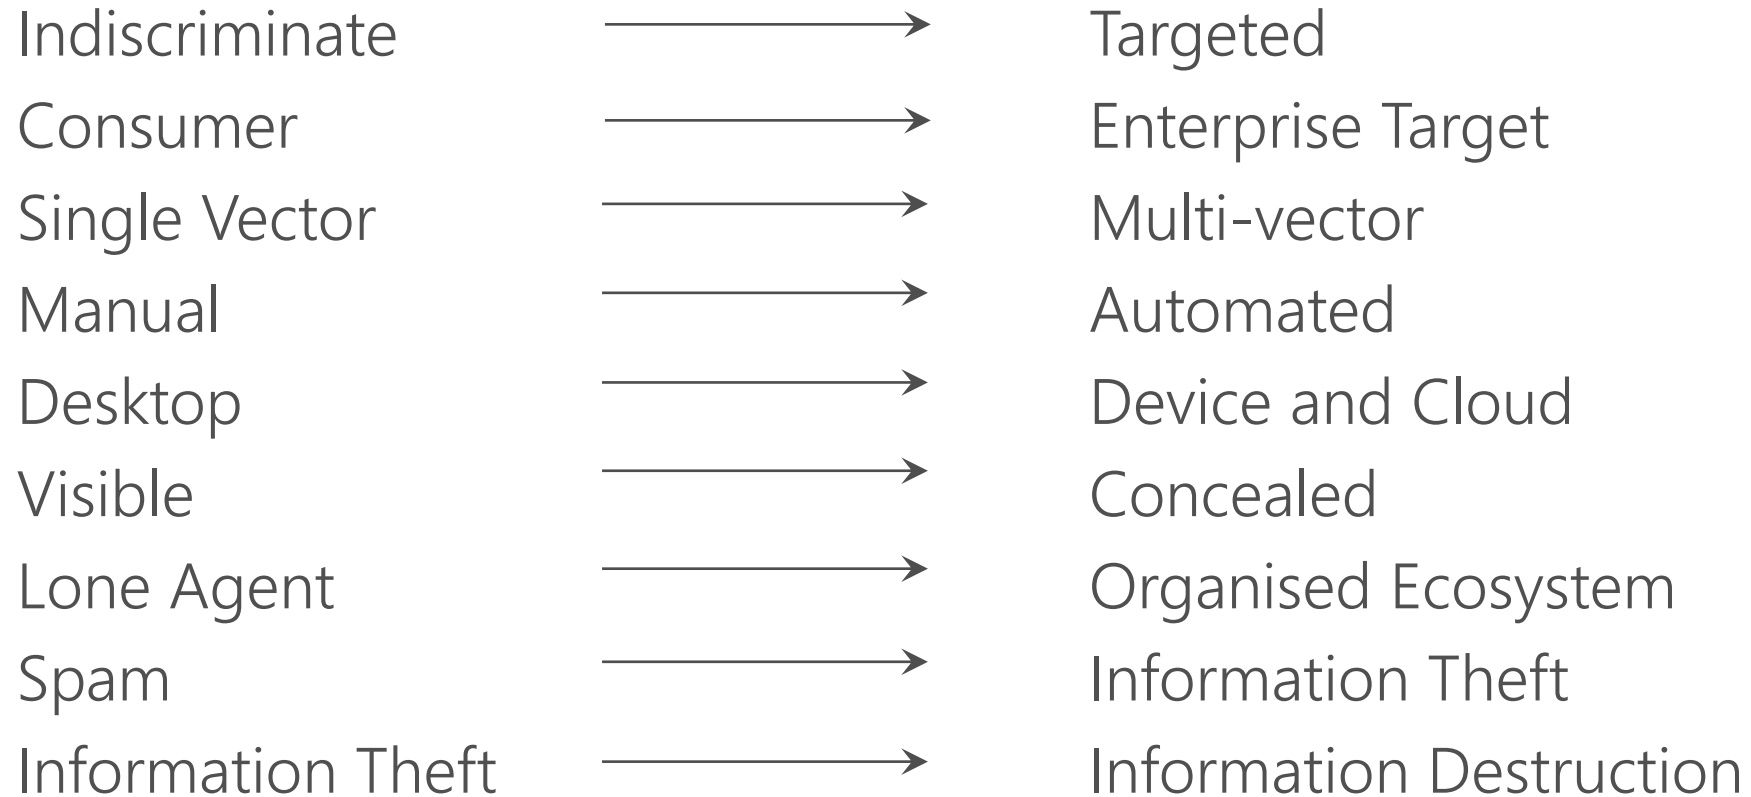 Indiscriminate Targeted
Consumer Enterprise Target
Single Vector Multi-vector
Manual Automated
Desktop Device and Cloud
Visible Concealed
Lone Agent Organised Ecosystem
Spam Information Theft
Information Theft Information Destruction